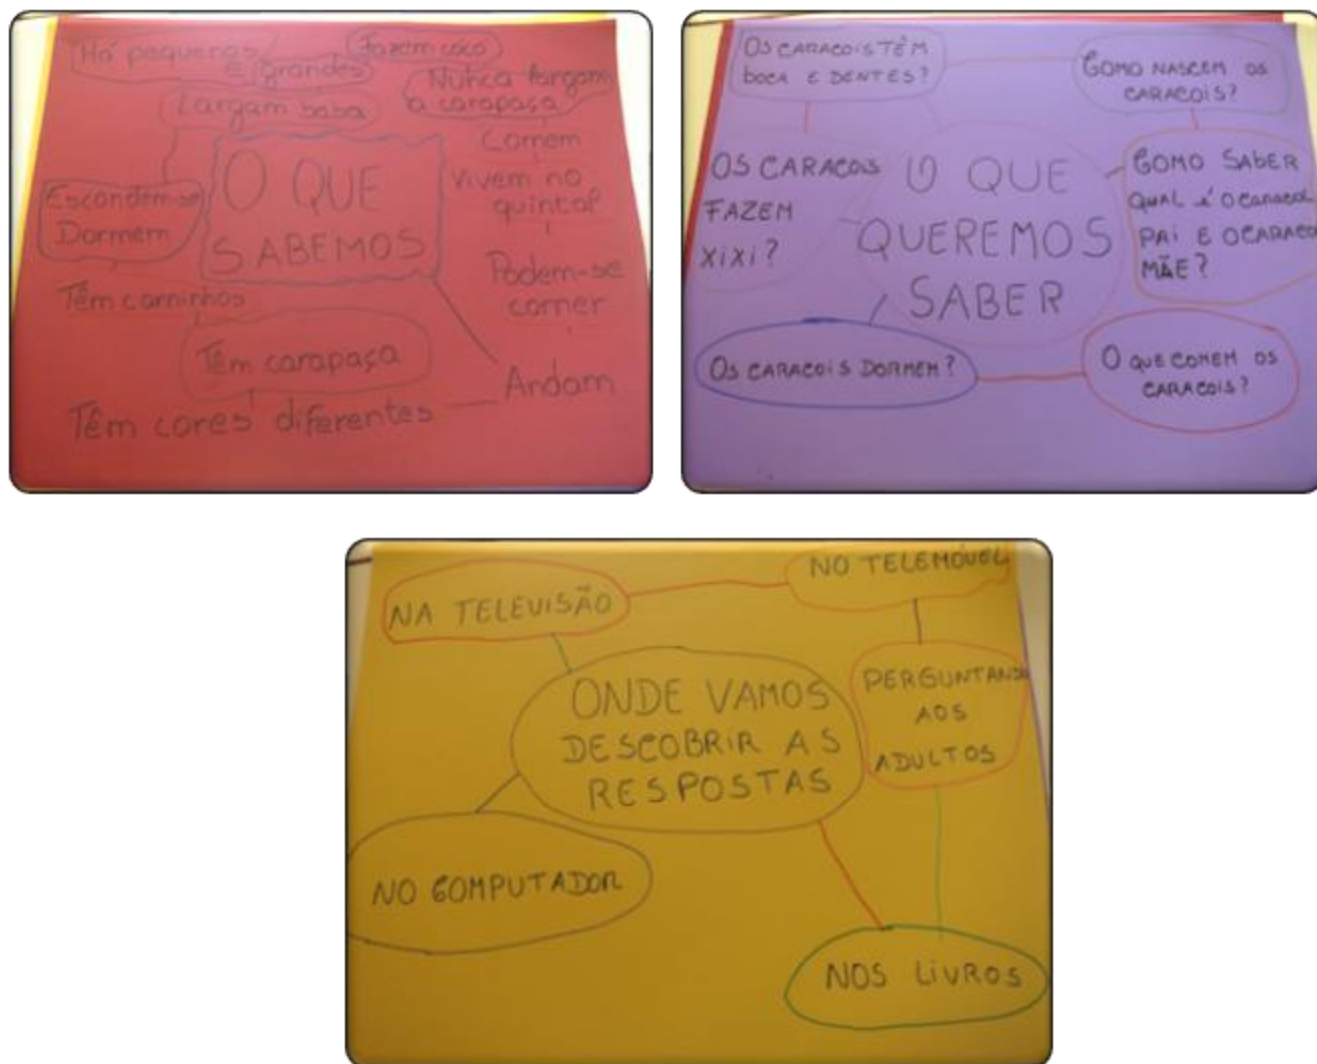 Há pequenos
e grandes
Fazem cócó
Largam baba
Nunca largam
a carapaça
Comem
O QUE
SABEMOS
Vivem no
quintal
Escondem-se
Dormem
Podem-se
comer
Têm corninhos
Têm carapaça
Andam
Têm cores diferentes
OS CARACOIS TÊM
BOCA E DENTES?
COMO NASCEM OS
CARACOIS?
OS CARACOIS
FAZEM
XIXI?
O QUE
QUEREMOS
SABER
COMO SABER
QUAL É O CARACOL
PAI E O CARACO
MÃE?
OS CARACOIS DORMEM?
O QUE COMEM OS
CARACOIS?
NA TELEVISÃO
NO TELEMÓVEL
ONDE VAMOS
DESCOBRIR AS
RESPOSTAS
PERGUNTANDO
AOS
ADULTOS
NO COMPUTADOR
NOS LIVROS